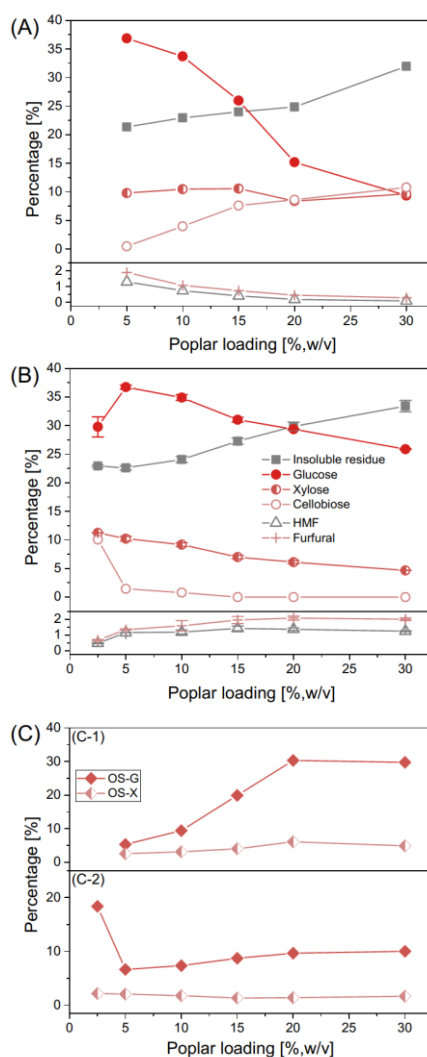 (A)
Percentage [%]
40
35
30
25
20
15
10
5
0
2
1
0
0 5 10 15 20 25 30
Poplar loading [%,w/v]
(B)
Percentage [%]
40
35
30
25
20
15
10
5
0
2
1
0
Insoluble residue
Glucose
Xylose
Cellobiose
HMF
Furfural
0 5 10 15 20 25 30
Poplar loading [%,w/v]
(C)
(C-1)
Percentage [%]
40
30
20
10
0
OS-G
OS-X
(C-2)
Percentage [%]
20
10
0
0 5 10 15 20 25 30
Poplar loading [%,w/v]